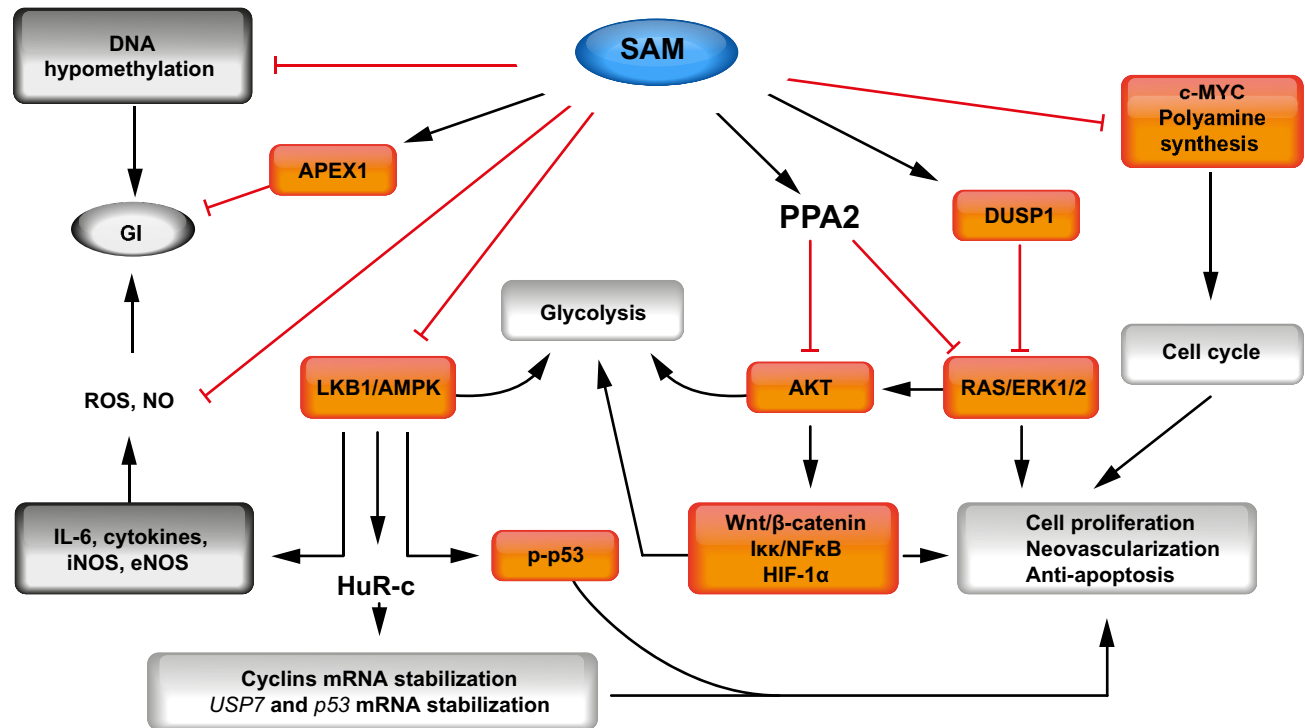 DNA
hypomethylation
SAM
c-MYC
Polyamine
synthesis
APEX1
PPA2
DUSP1
GI
Glycolysis
Cell cycle
ROS, NO
LKB1/AMPK
AKT
RAS/ERK1/2
IL-6, cytokines,
iNOS, eNOS
HuR-c
p-p53
Wnt/β-catenin
Iκκ/NFκB
HIF-1α
Cell proliferation
Neovascularization
Anti-apoptosis
Cyclins mRNA stabilization
USP7 and p53 mRNA stabilization